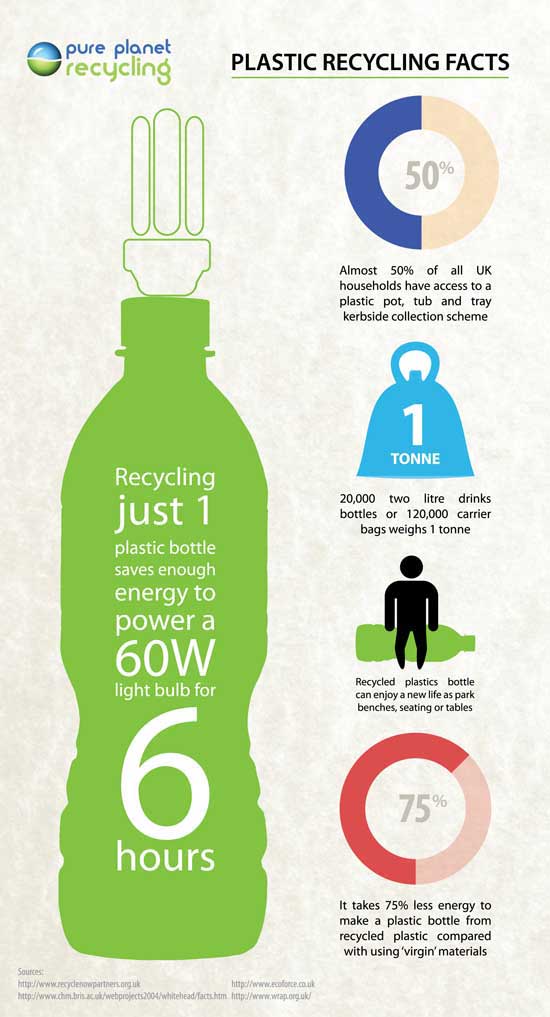 pure planet
recycling
PLASTIC RECYCLING FACTS
50%
Almost 50% of all UK
households have access to a
plastic pot, tub and tray
kerbside collection scheme
1
TONNE
20,000 two litre drinks
bottles or 120,000 carrier
bags weighs 1 tonne
Recycling
just 1
plastic bottle
saves enough
energy to
power a
60W
light bulb for
6
hours
Recycled plastics bottle
can enjoy a new life as park
benches, seating or tables
75%
It takes 75% less energy to
make a plastic bottle from
recycled plastic compared
with using 'virgin' materials
Sources:
http://www.recyclenowpartners.org.uk
http://www.ecoforce.co.uk
http://www.chm.bris.ac.uk/webprojects2004/whitehead/facts.htm
http://www.wrap.org.uk/